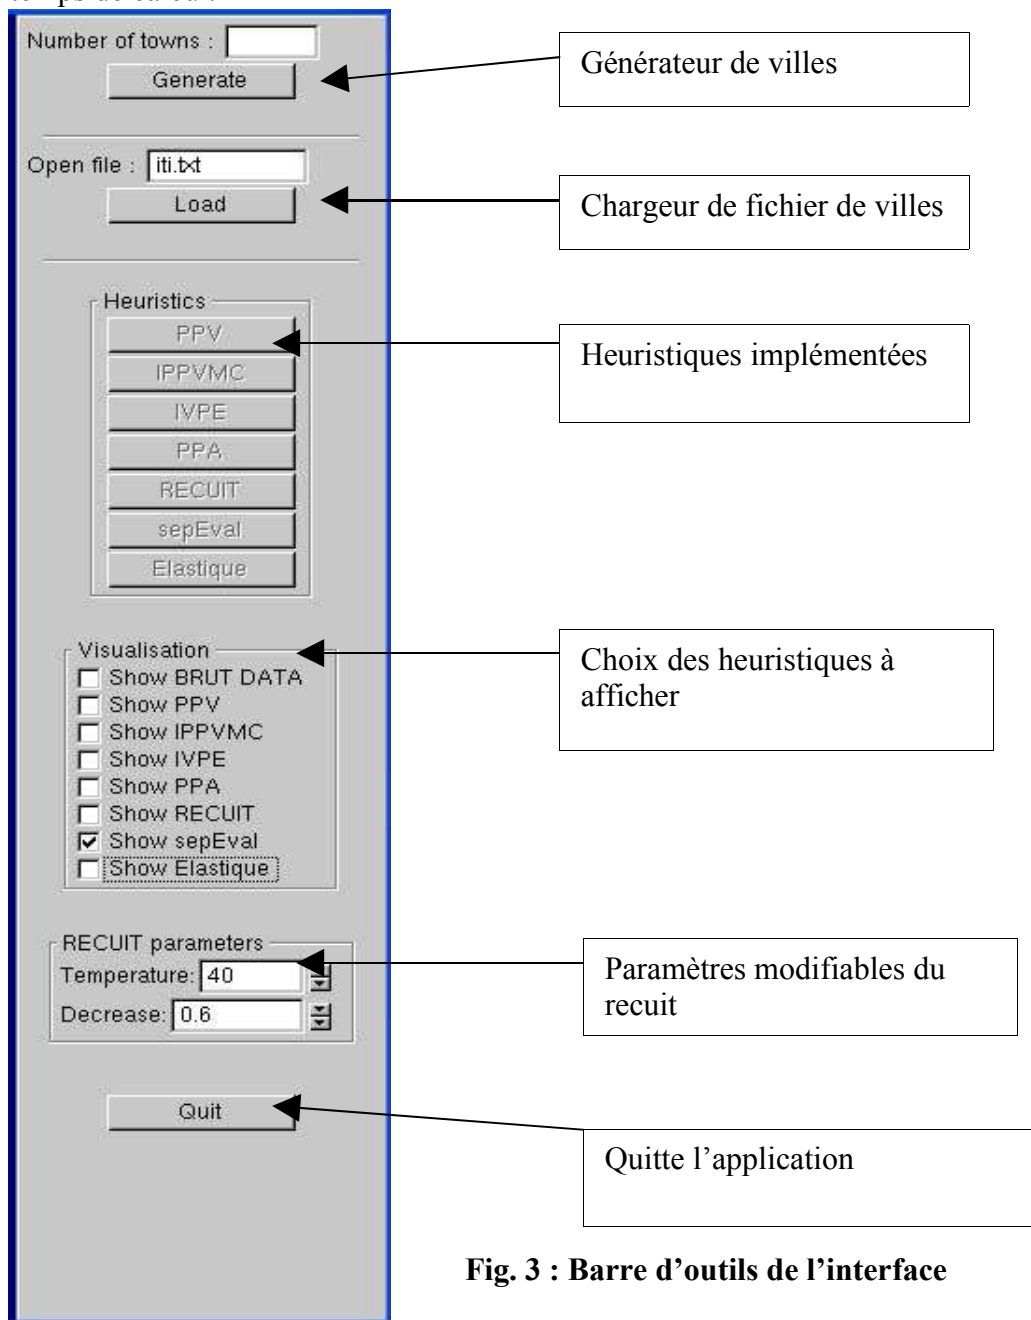 Number of towns :
Générateur de villes
Generate
Open file : iti.txt
Load
Chargeur de fichier de villes
Heuristics
PPV
Heuristiques implémentées
IPPVMC
IVPE
PPA
RECUIT
sepEval
Elastique
Visualisation
Choix des heuristiques à
afficher
Show BRUT DATA
Show PPV
Show IPPVMC
Show IVPE
Show PPA
Show RECUIT
Show sepEval
Show Elastique
RECUIT parameters
Temperature: 40
Decrease: 0.6
Paramètres modifiables du
recuit
Quit
Quitte l’application
Fig. 3 : Barre d’outils de l’interface